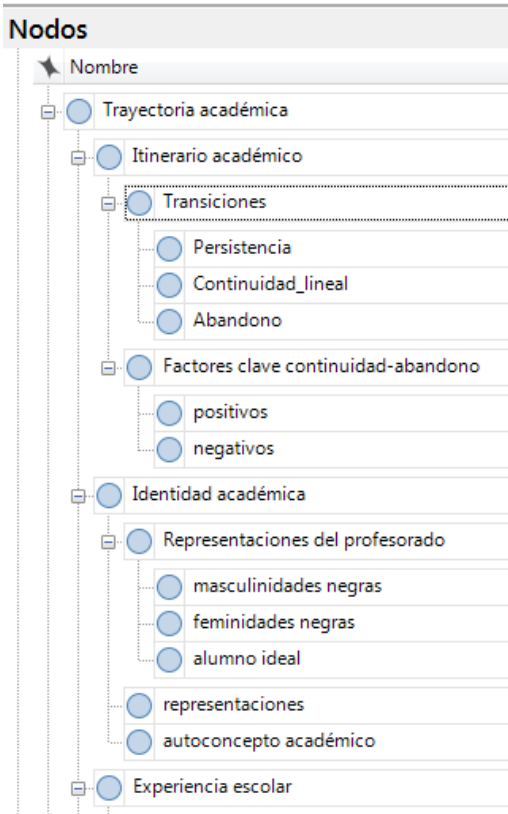 Nodos
Nombre
Trayectoria académica
Itinerario académico
Transiciones
Persistencia
Continuidad_lineal
Abandono
Factores clave continuidad-abandono
positivos
negativos
Identidad académica
Representaciones del profesorado
masculinidades negras
feminidades negras
alumno ideal
representaciones
autoconcepto académico
Experiencia escolar